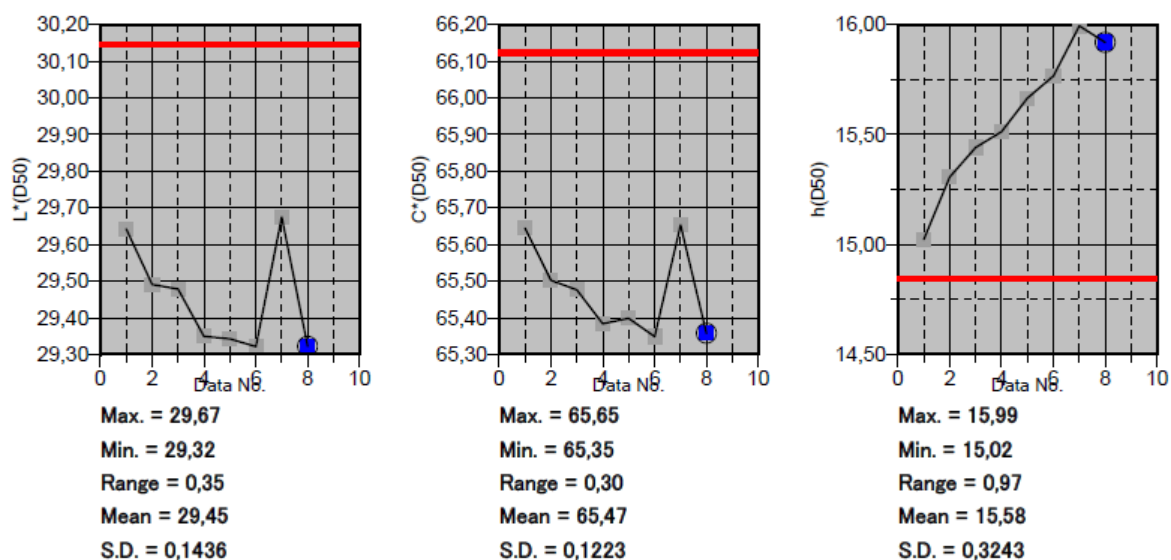 30,20
30,10
30,00
29,90
29,80
29,70
29,60
29,50
29,40
29,30
L*(D50)
0 2 4 6 8 10
Data No.
Max. = 29,67
Min. = 29,32
Range = 0,35
Mean = 29,45
S.D. = 0,1436
66,20
66,10
66,00
65,90
65,80
65,70
65,60
65,50
65,40
65,30
C*(D50)
0 2 4 6 8 10
Data No.
Max. = 65,65
Min. = 65,35
Range = 0,30
Mean = 65,47
S.D. = 0,1223
16,00
15,50
15,00
14,50
h(D50)
0 2 4 6 8 10
Data No.
Max. = 15,99
Min. = 15,02
Range = 0,97
Mean = 15,58
S.D. = 0,3243